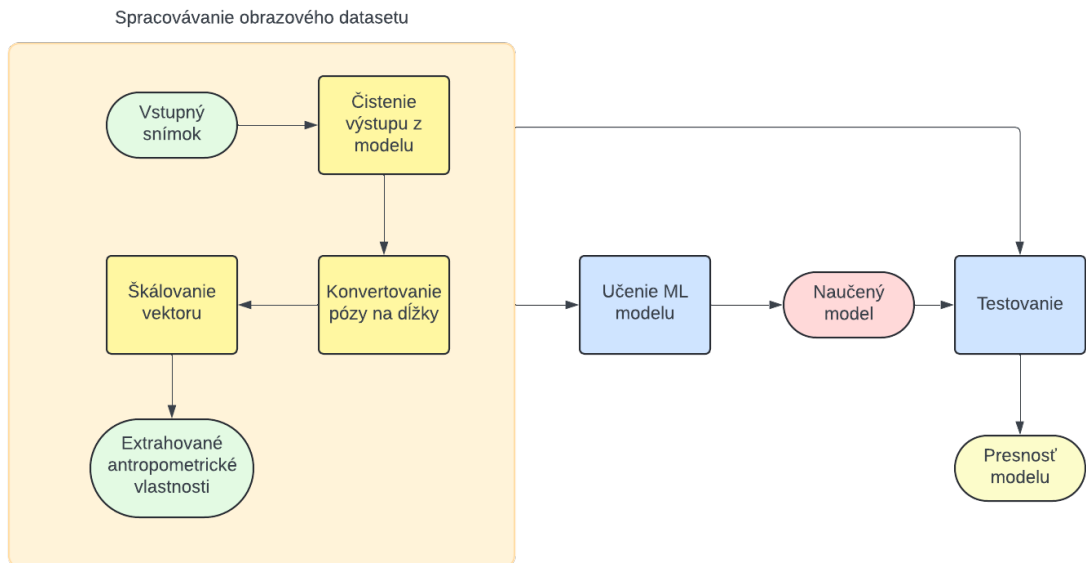 Spracovávanie obrazového datasetu
Vstupný
snímok
Čistenie
výstupu z
modelu
Škálovanie
vektoru
Konvertovanie
pózy na dĺžky
Učenie ML
modelu
Naučený
model
Testovanie
Extrahované
antropometrické
vlastnosti
Presnosť
modelu